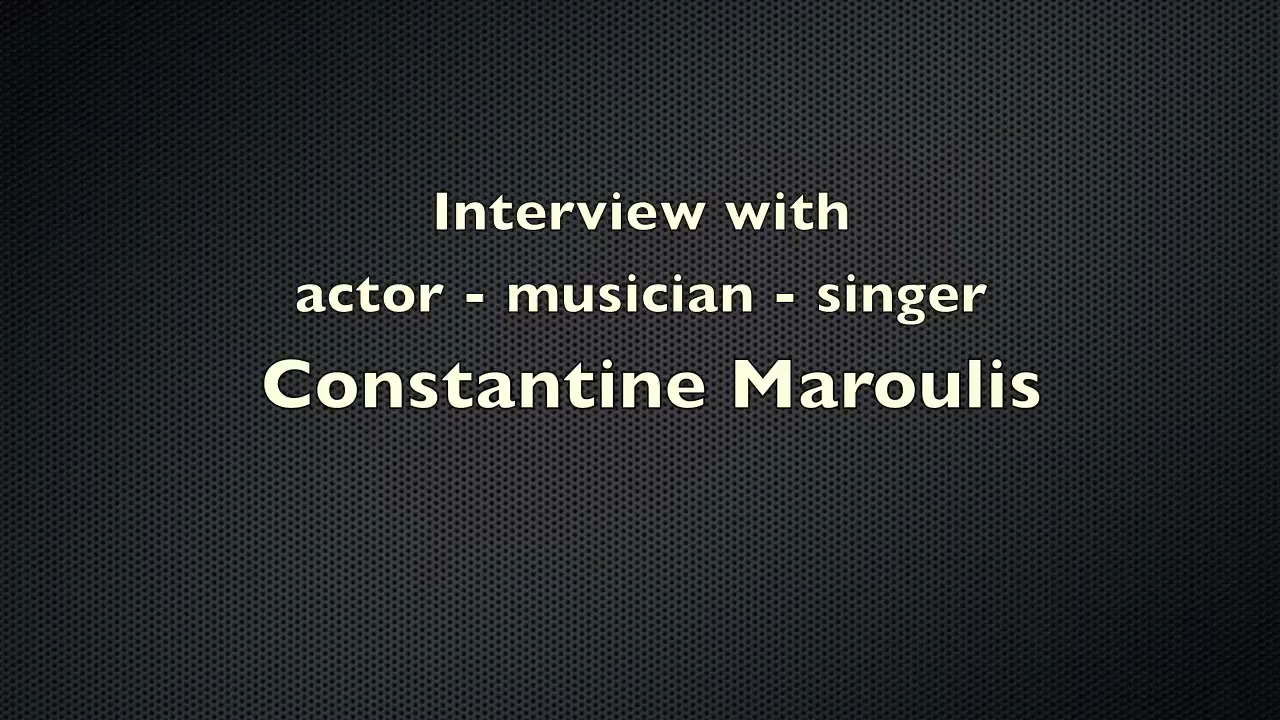 Interview with
actor - musician - singer
Constantine Maroulis